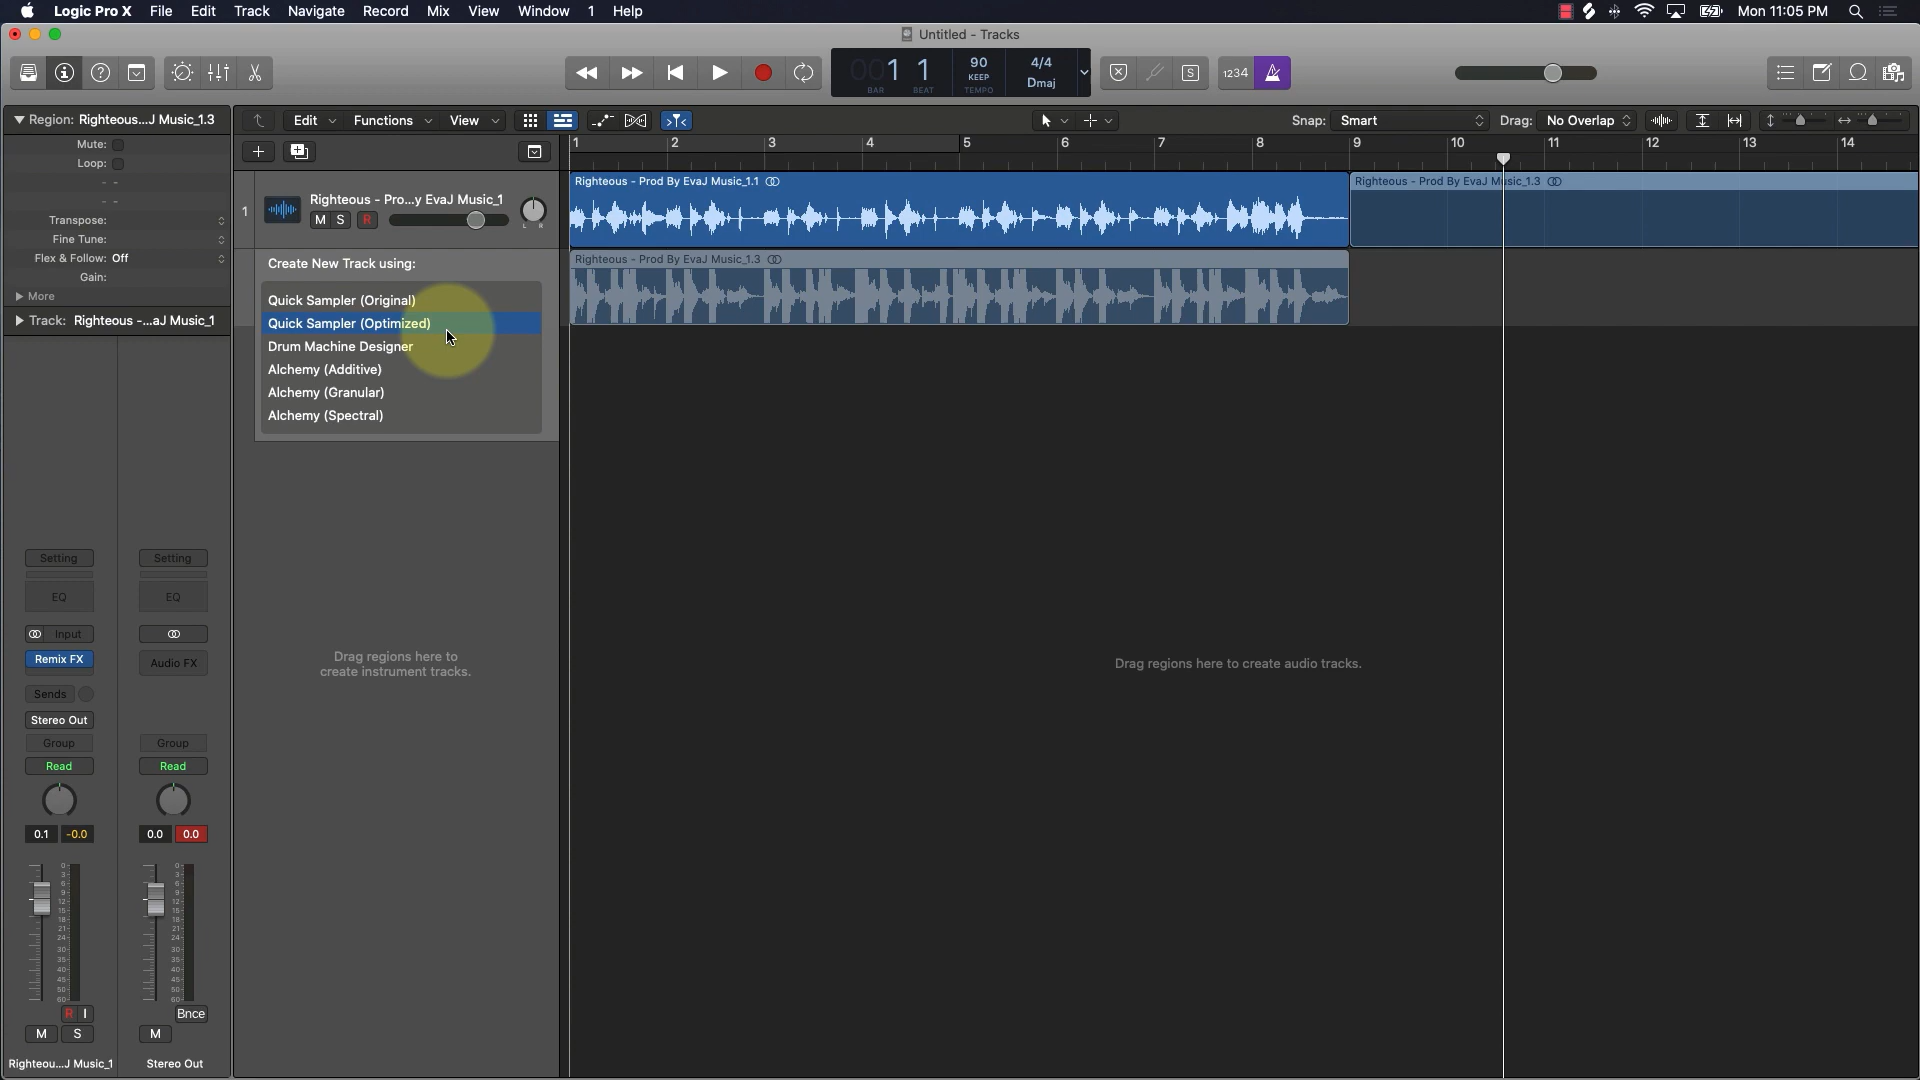 Logic Pro X File Edit Track Navigate Record Mix View Window 1 Help Mon 11:05 PM
Untitled - Tracks
001 1 90 4/4
KEEP Dmaj
BAR BEAT TEMPO
S 1234
Region: Righteous...J Music_1.3
Edit Functions View Snap: Smart Drag: No Overlap
Mute:
Loop:
- -
- -
Transpose:
Fine Tune:
Flex & Follow: Off
Gain:
More
Track: Righteous -...aJ Music_1
1 2 3 4 5 6 7 8 9 10 11 12 13 14
1 Righteous - Pro...y EvaJ Music_1
M S R L R
Righteous - Prod By EvaJ Music_1.1
Righteous - Prod By EvaJ Music_1.3
Righteous - Prod By EvaJ Music_1.3
Create New Track using:
Quick Sampler (Original)
Quick Sampler (Optimized)
Drum Machine Designer
Alchemy (Additive)
Alchemy (Granular)
Alchemy (Spectral)
Drag regions here to
create instrument tracks.
Drag regions here to create audio tracks.
Setting Setting
EQ EQ
Input
Remix FX Audio FX
Sends
Stereo Out
Group Group
Read Read
0.1 -0.0 0.0 0.0
0 0
3 3
6 6
9 9
12 12
15 15
18 18
21 21
24 24
30 30
35 35
40 40
45 45
50 50
60 60
R I Bnce
M S M
Righteou...J Music_1 Stereo Out